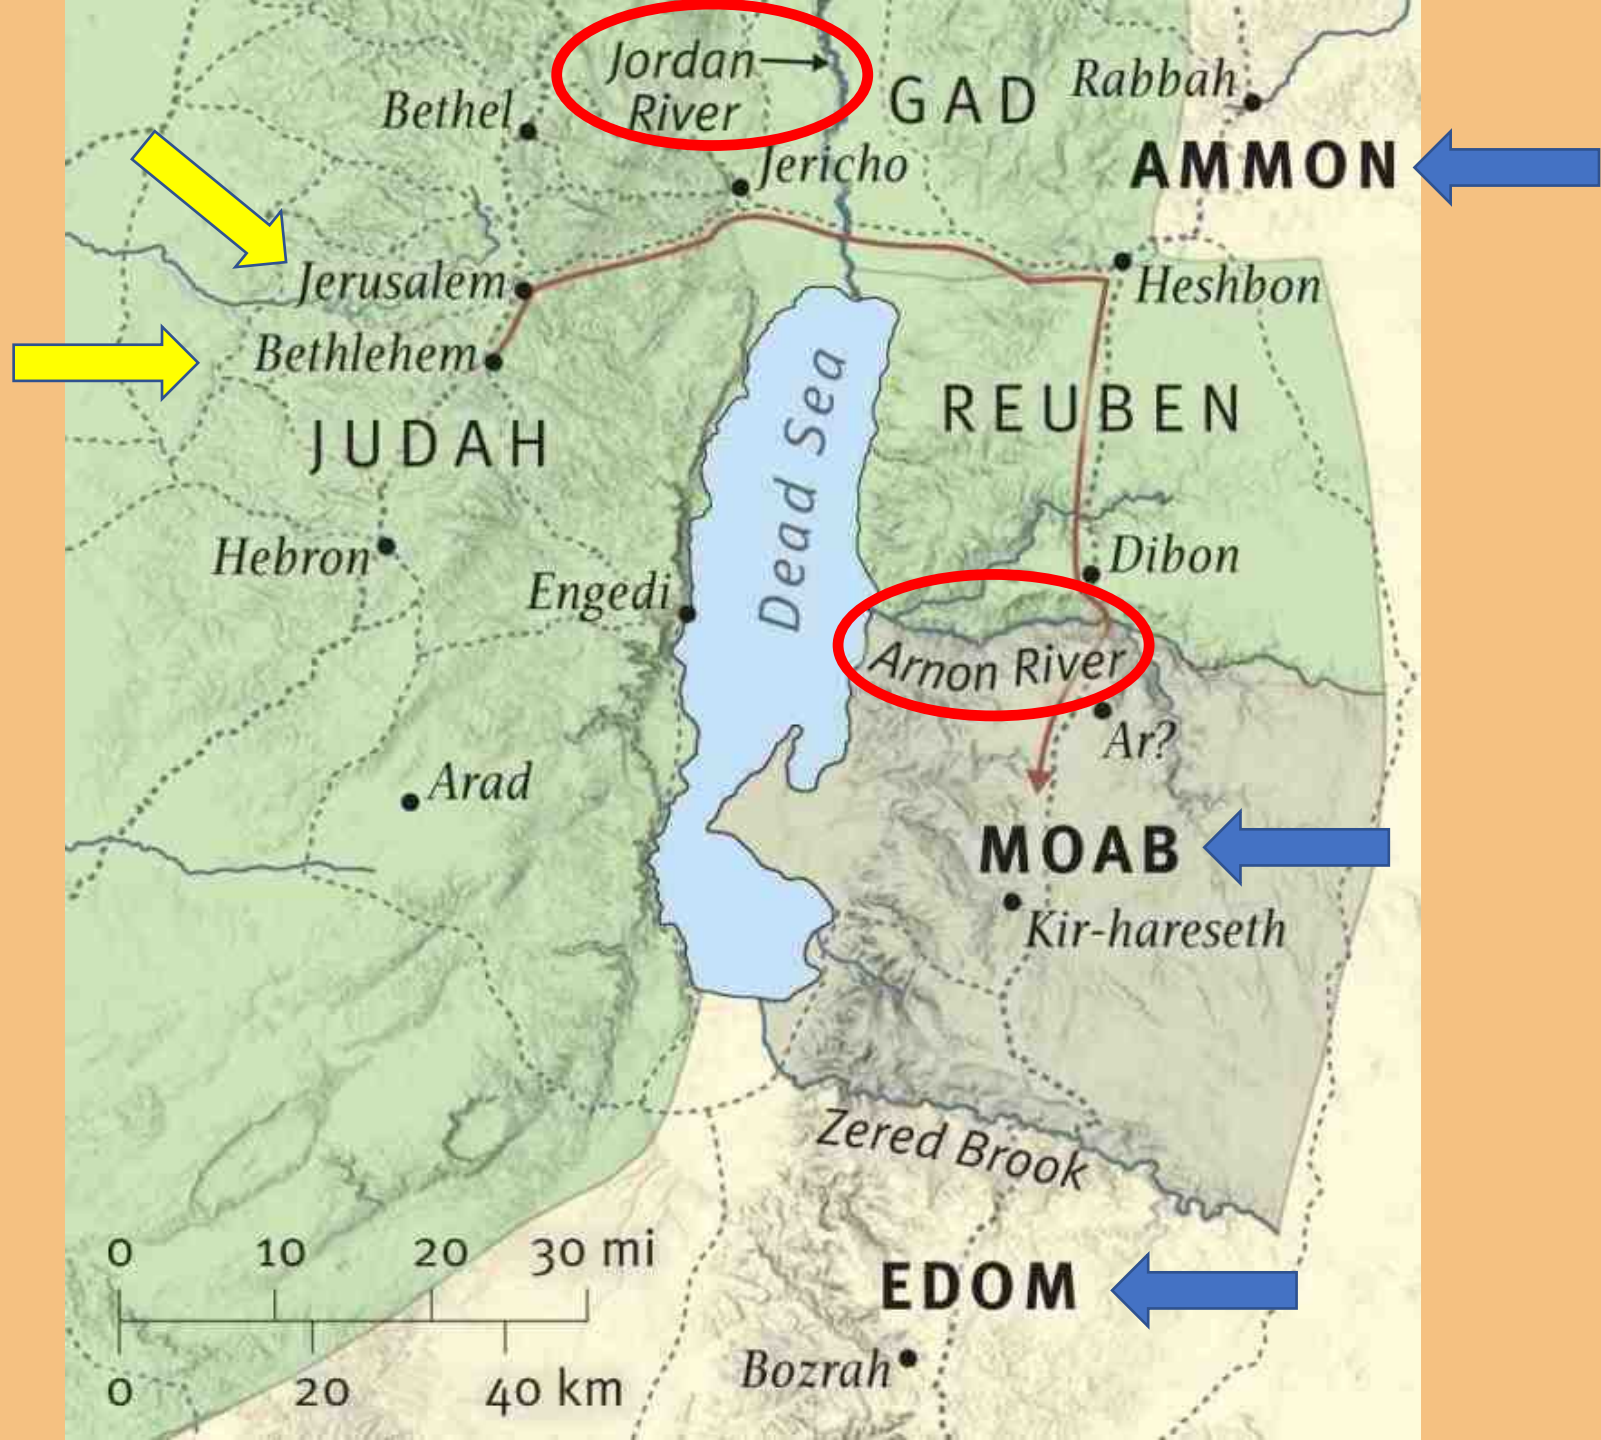 Jordan
River
GAD
Rabbah
Bethel
AMMON
Jericho
Jerusalem
Heshbon
Bethlehem
REUBEN
JUDAH
Dead Sea
Hebron
Dibon
Engedi
Arnon River
Ar?
Arad
MOAB
Kir-hareseth
Zered Brook
0 10 20 30 mi
EDOM
Bozrah
0 20 40 km